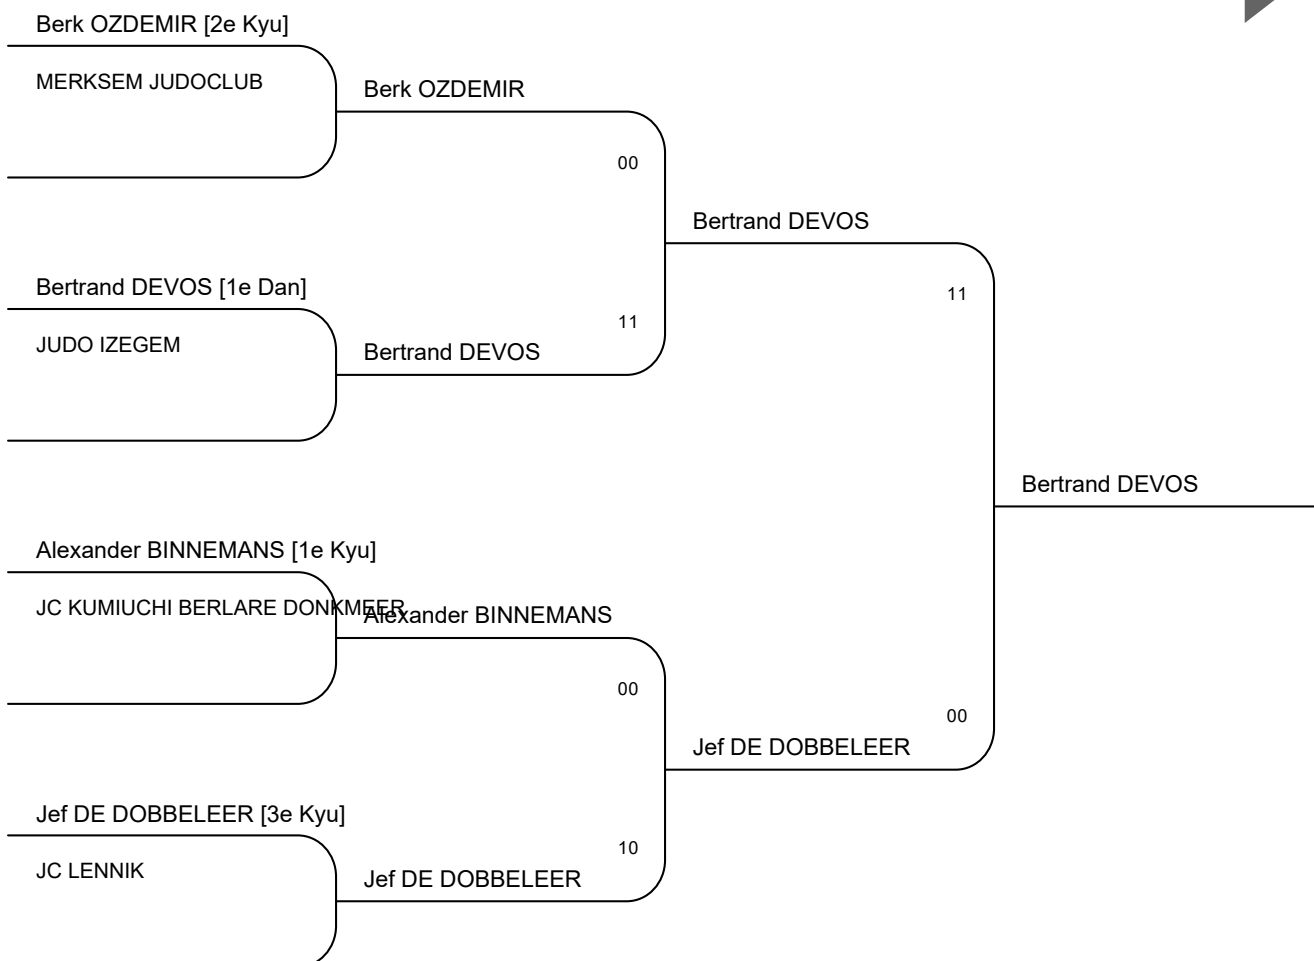 Berk OZDEMIR [2e Kyu]
MERKSEM JUDOCLUB
Berk OZDEMIR
00
Bertrand DEVOS
Bertrand DEVOS [1e Dan]
11
11
JUDO IZEGEM
Bertrand DEVOS
Bertrand DEVOS
Alexander BINNEMANS [1e Kyu]
JC KUMIUCHI BERLARE DONKMEER
Alexander BINNEMANS
00
00
Jef DE DOBBELEER
Jef DE DOBBELEER [3e Kyu]
10
JC LENNIK
Jef DE DOBBELEER